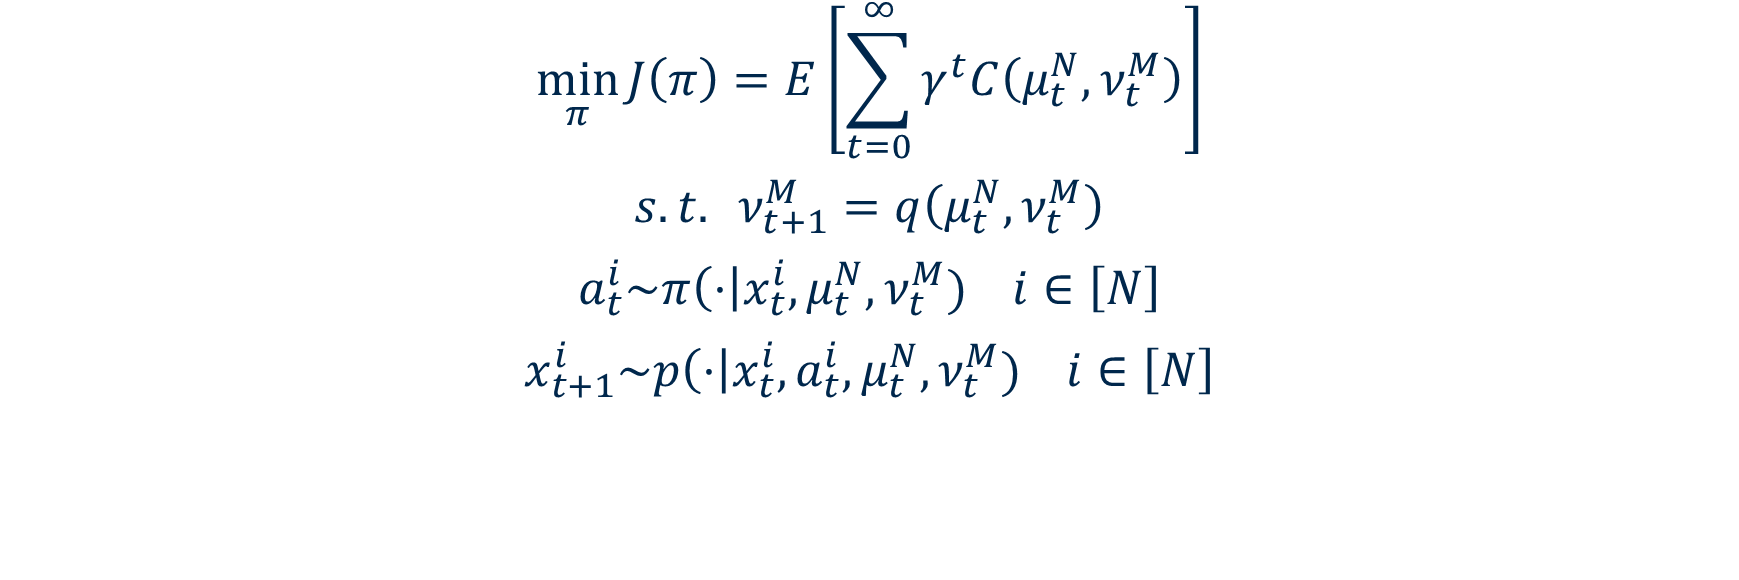 min_π J(π) = E [∑_{t=0}^{∞} γ^t C(μ_t^N, ν_t^M)]
s.t. ν_{t+1}^M = q(μ_t^N, ν_t^M)
a_t^i ~ π(·|x_t^i, μ_t^N, ν_t^M) i ∈ [N]
x_{t+1}^i ~ p(·|x_t^i, a_t^i, μ_t^N, ν_t^M) i ∈ [N]